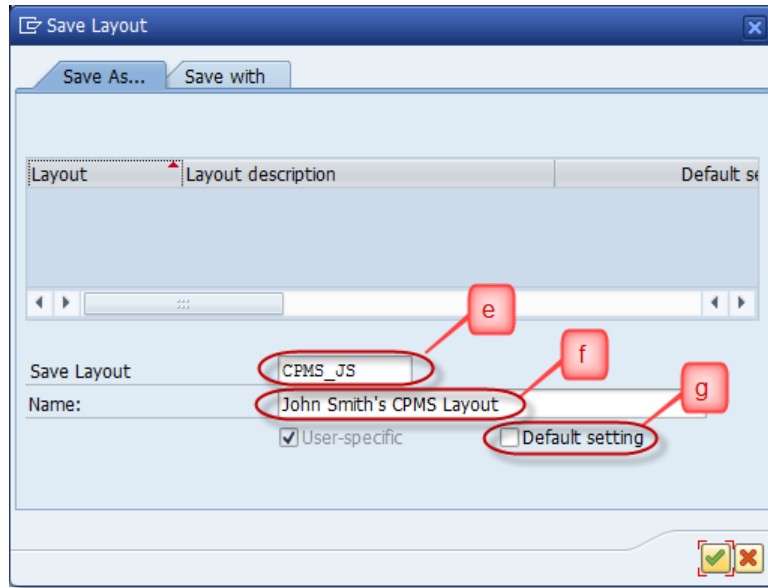 Save Layout
Save As... Save with
Layout Layout description Default se
e
f
Save Layout CPMS_JS
g
Name: John Smith's CPMS Layout
User-specific Default setting